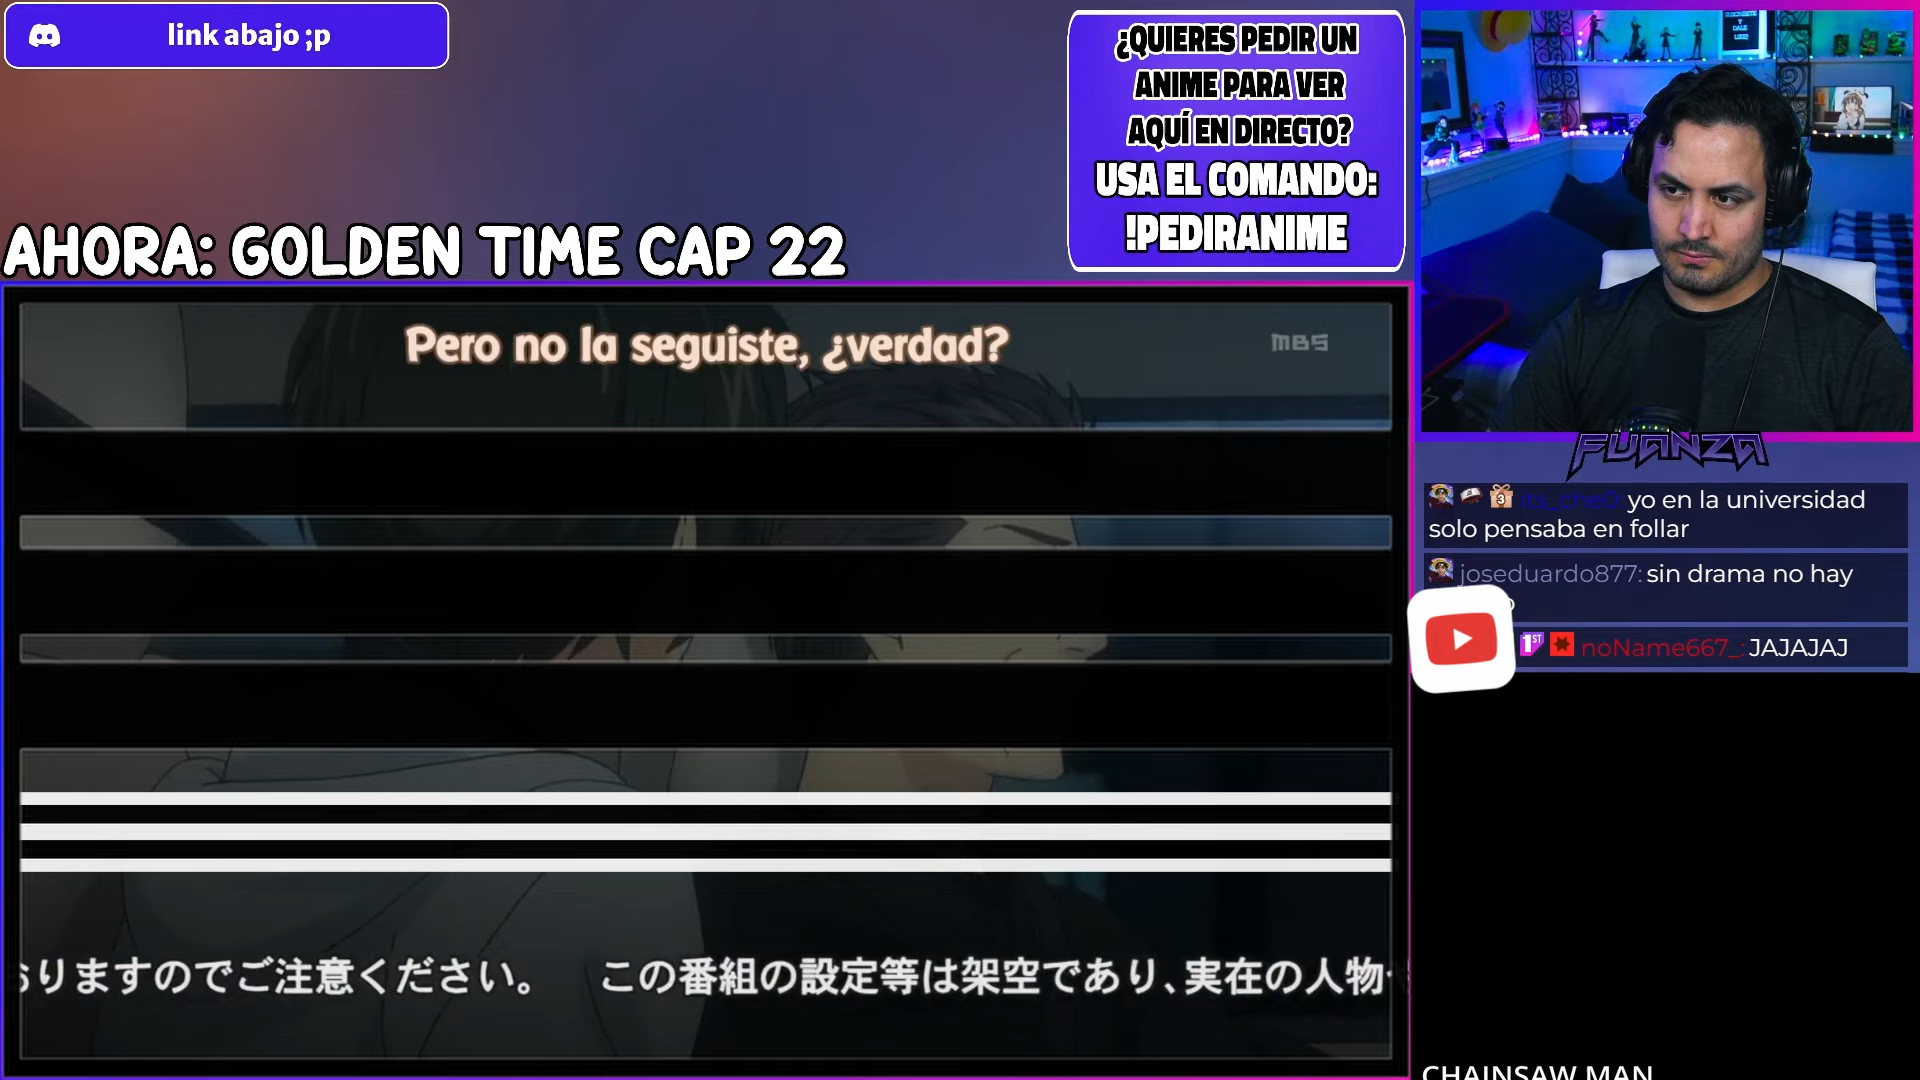 link abajo ;p
¿QUIERES PEDIR UN
ANIME PARA VER
AQUÍ EN DIRECTO?
USA EL COMANDO:
!PEDIRANIME
AHORA: GOLDEN TIME CAP 22
Pero no la seguiste, ¿verdad?
MBS
りますのでご注意ください。 この番組の設定等は架空であり、実在の人物
FUANZA
its_che0: yo en la universidad
solo pensaba en follar
joseduardo877: sin drama no hay
1ST noName667_: JAJAJAJ
CHAINSAW MAN